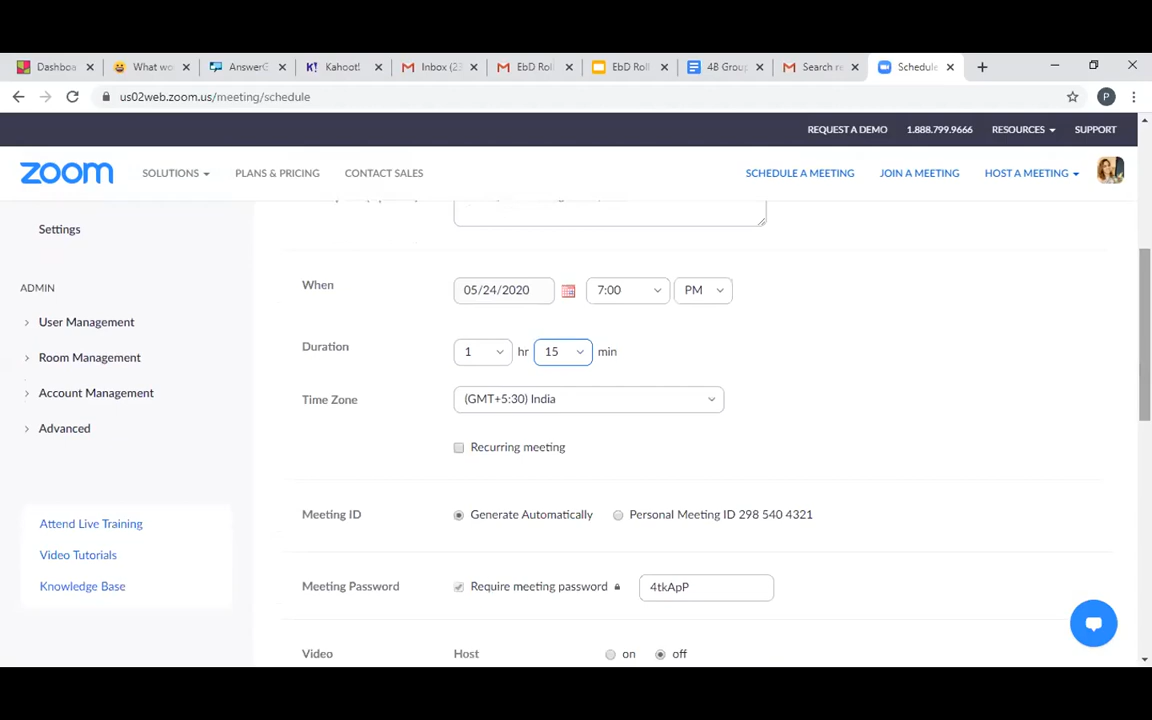 Dashboa
What wo
AnswerG
Kahoot!
Inbox (23
EbD Roll
EbD Roll
4B Group
Search re
Schedule
us02web.zoom.us/meeting/schedule
P
REQUEST A DEMO 1.888.799.9666 RESOURCES SUPPORT
zoom SOLUTIONS PLANS & PRICING CONTACT SALES SCHEDULE A MEETING JOIN A MEETING HOST A MEETING
Settings
ADMIN
User Management
Room Management
Account Management
Advanced
Attend Live Training
Video Tutorials
Knowledge Base
When 05/24/2020 7:00 PM
Duration 1 hr 15 min
Time Zone (GMT+5:30) India
Recurring meeting
Meeting ID Generate Automatically Personal Meeting ID 298 540 4321
Meeting Password Require meeting password 4tkApP
Video Host on off